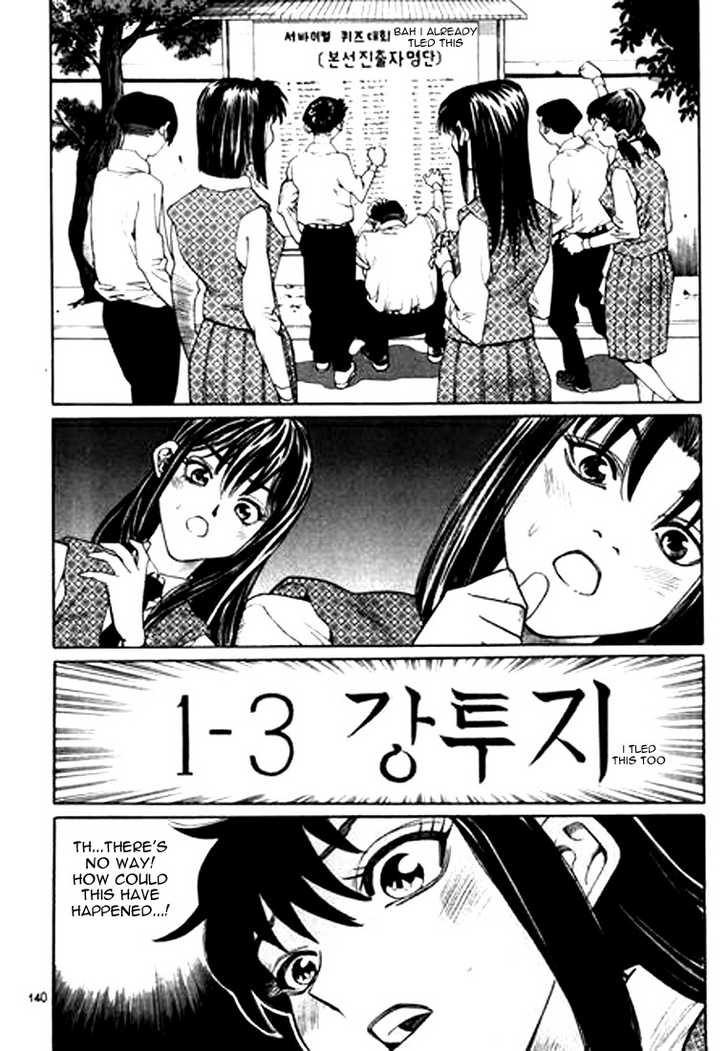 서바이벌 퀴즈대회
BAH I ALREADY
TLED THIS
(본선진출자명단)
1-3 강투지
I TLED
THIS TOO
TH...THERE'S
NO WAY!
HOW COULD
THIS HAVE
HAPPENED...!
140